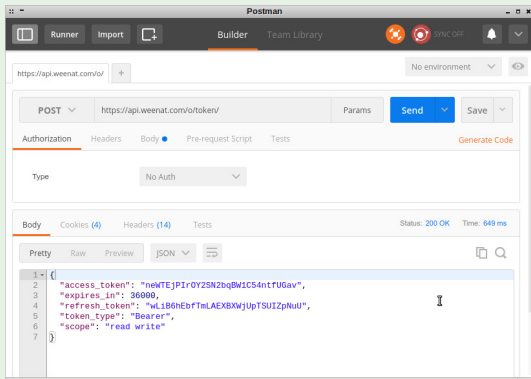 Postman
Runner Import Builder Team Library SYNC OFF
https://api.weenat.com/o/ + No environment
POST https://api.weenat.com/o/token/ Params Send Save
Authorization Headers Body Pre-request Script Tests Generate Code
Type No Auth
Body Cookies (4) Headers (14) Tests Status: 200 OK Time: 649 ms
Pretty Raw Preview JSON
1 {
2 "access_token": "neWTEjPIrOY2SN2bqBW1C54ntfUGav",
3 "expires_in": 36000,
4 "refresh_token": "wLiB6hEbfTmLAEXBXWjUpTSUIZpNuU",
5 "token_type": "Bearer",
6 "scope": "read write"
7 }